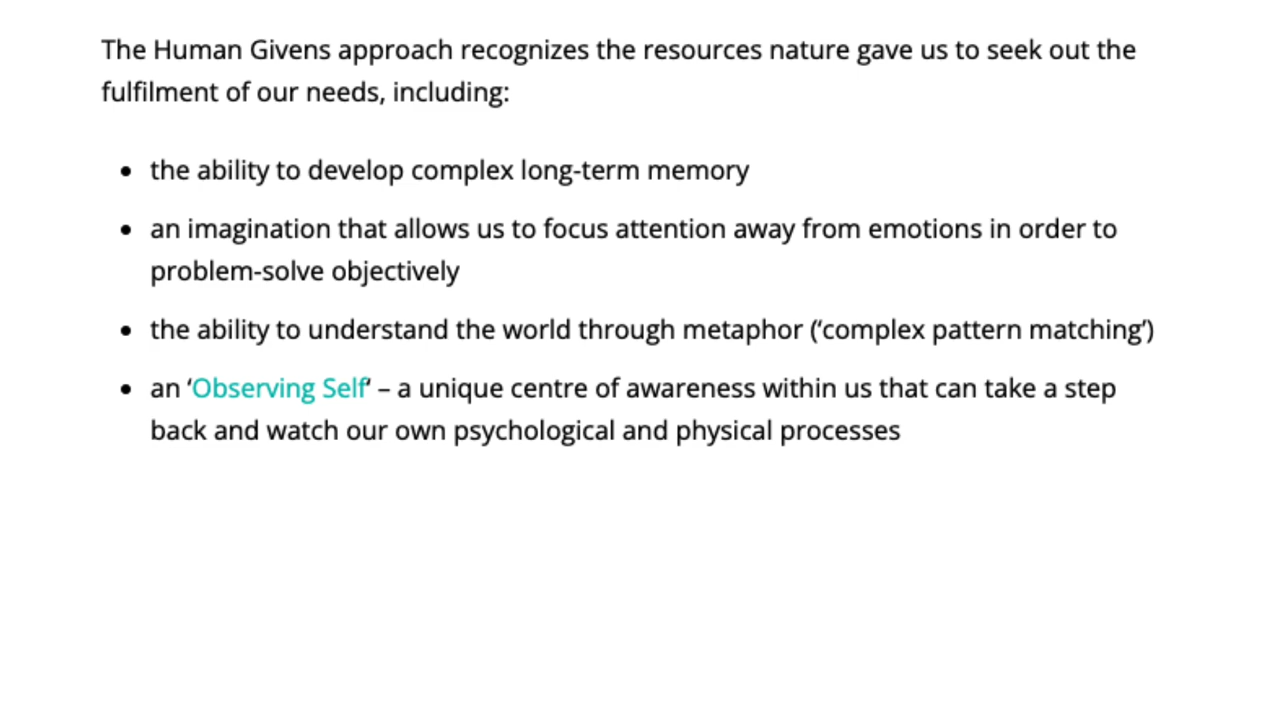 The Human Givens approach recognizes the resources nature gave us to seek out the
fulfilment of our needs, including:
• the ability to develop complex long-term memory
• an imagination that allows us to focus attention away from emotions in order to
problem-solve objectively
• the ability to understand the world through metaphor (‘complex pattern matching’)
• an ‘Observing Self‘ – a unique centre of awareness within us that can take a step
back and watch our own psychological and physical processes